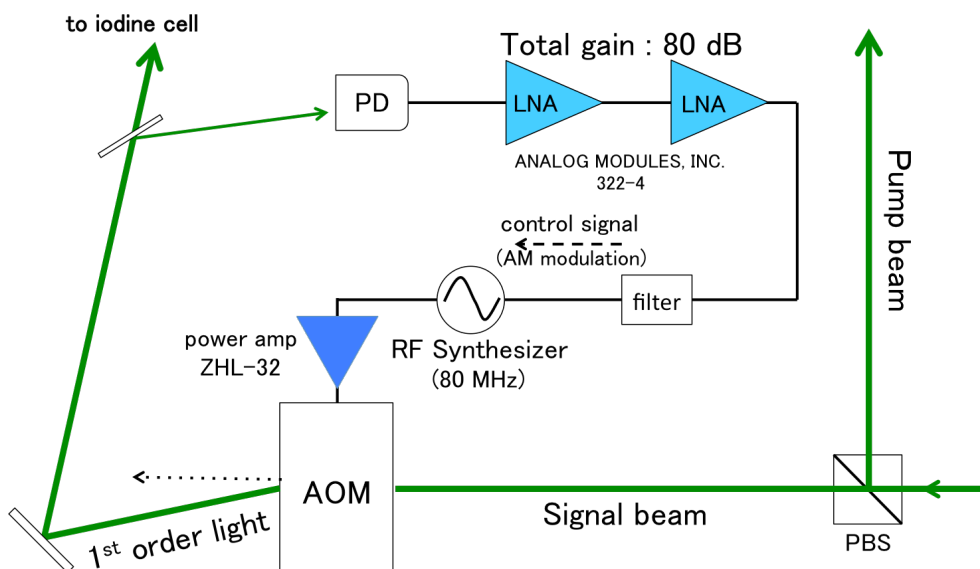 to iodine cell
Total gain : 80 dB
PD
LNA
LNA
ANALOG MODULES, INC.
322-4
control signal
(AM modulation)
filter
Pump beam
power amp
ZHL-32
RF Synthesizer
(80 MHz)
AOM
1st order light
Signal beam
PBS